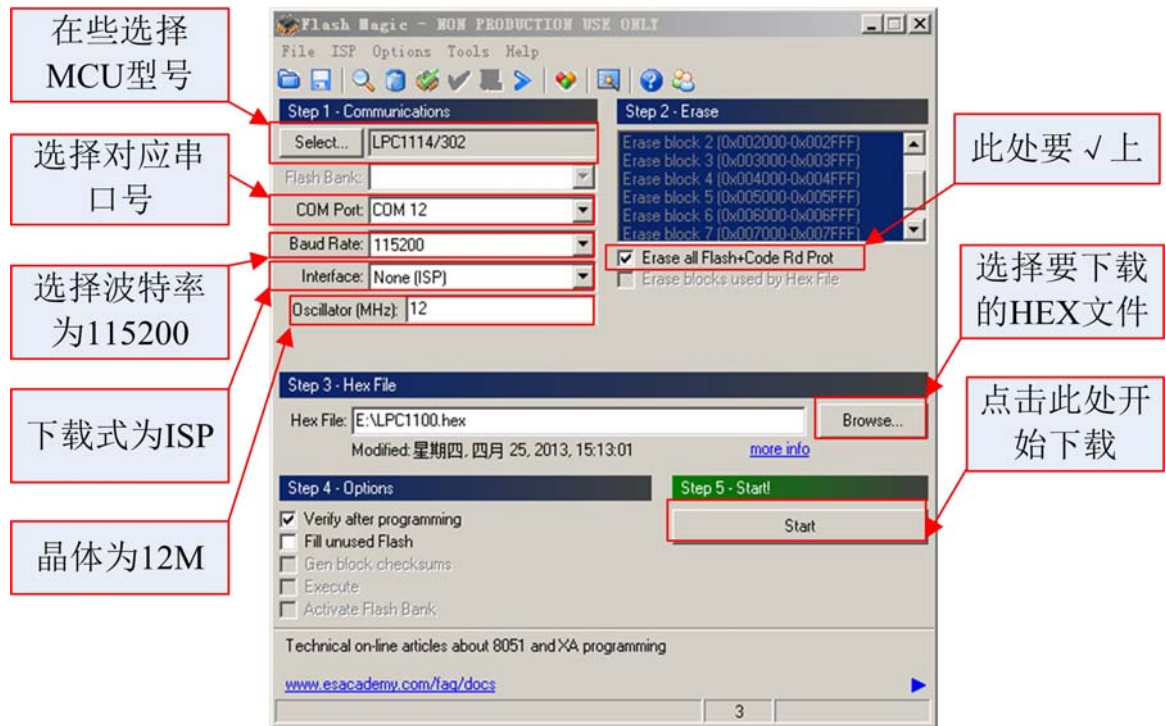 在些选择
MCU型号
选择对应串
口号
选择波特率
为115200
下载式为ISP
晶体为12M
Flash Magic - NON PRODUCTION USE ONLY
File ISP Options Tools Help
Step 1 - Communications
Select... LPC1114/302
Flash Bank:
COM Port: COM 12
Baud Rate: 115200
Interface: None (ISP)
Oscillator (MHz): 12
Step 2 - Erase
Erase block 2 (0x002000-0x002FFF)
Erase block 3 (0x003000-0x003FFF)
Erase block 4 (0x004000-0x004FFF)
Erase block 5 (0x005000-0x005FFF)
Erase block 6 (0x006000-0x006FFF)
Erase block 7 (0x007000-0x007FFF)
Erase all Flash+Code Rd Prot
Erase blocks used by Hex File
Step 3 - Hex File
Hex File: E:\LPC1100.hex
Browse...
Modified: 星期四, 四月 25, 2013, 15:13:01
more info
Step 4 - Options
Verify after programming
Fill unused Flash
Gen block checksums
Execute
Activate Flash Bank
Step 5 - Start!
Start
Technical on-line articles about 8051 and XA programming
www.esacademy.com/faq/docs
3
此处要√上
选择要下载
的HEX文件
点击此处开
始下载